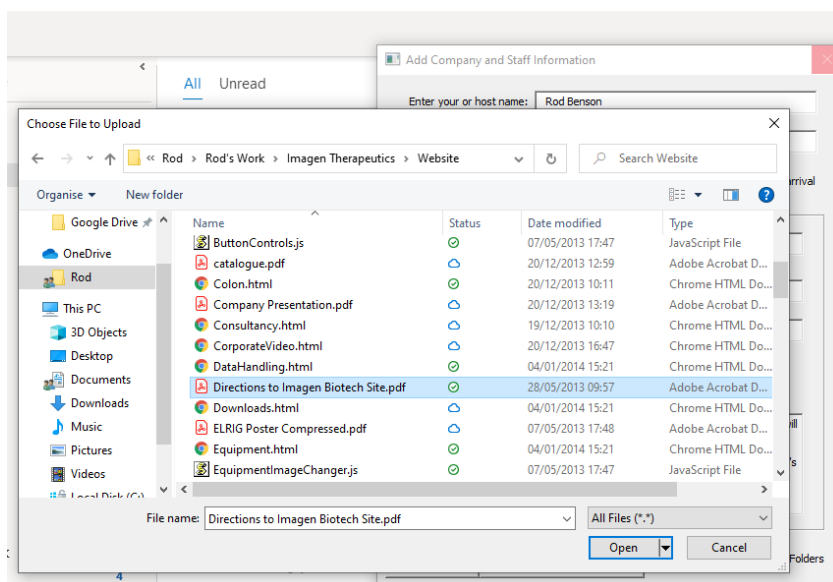 Add Company and Staff Information
All Unread
Enter your or host name: Rod Benson
Choose File to Upload
« Rod > Rod's Work > Imagen Therapeutics > Website
Search Website
Organise New folder
Google Drive
OneDrive
Rod
This PC
3D Objects
Desktop
Documents
Downloads
Music
Pictures
Videos
Local Disk (C:)
Name Status Date modified Type
ButtonControls.js 07/05/2013 17:47 JavaScript File
catalogue.pdf 20/12/2013 12:59 Adobe Acrobat D...
Colon.html 20/12/2013 10:11 Chrome HTML Do...
Company Presentation.pdf 20/12/2013 13:19 Adobe Acrobat D...
Consultancy.html 19/12/2013 10:10 Chrome HTML Do...
CorporateVideo.html 20/12/2013 16:47 Chrome HTML Do...
DataHandling.html 04/01/2014 15:21 Chrome HTML Do...
Directions to Imagen Biotech Site.pdf 28/05/2013 09:57 Adobe Acrobat D...
Downloads.html 04/01/2014 15:21 Chrome HTML Do...
ELRIG Poster Compressed.pdf 07/05/2013 17:48 Adobe Acrobat D...
Equipment.html 04/01/2014 15:21 Chrome HTML Do...
EquipmentImageChanger.js 07/05/2013 17:47 JavaScript File
File name: Directions to Imagen Biotech Site.pdf All Files (*.*)
Open Cancel
rrival
ill
's
Folders
4